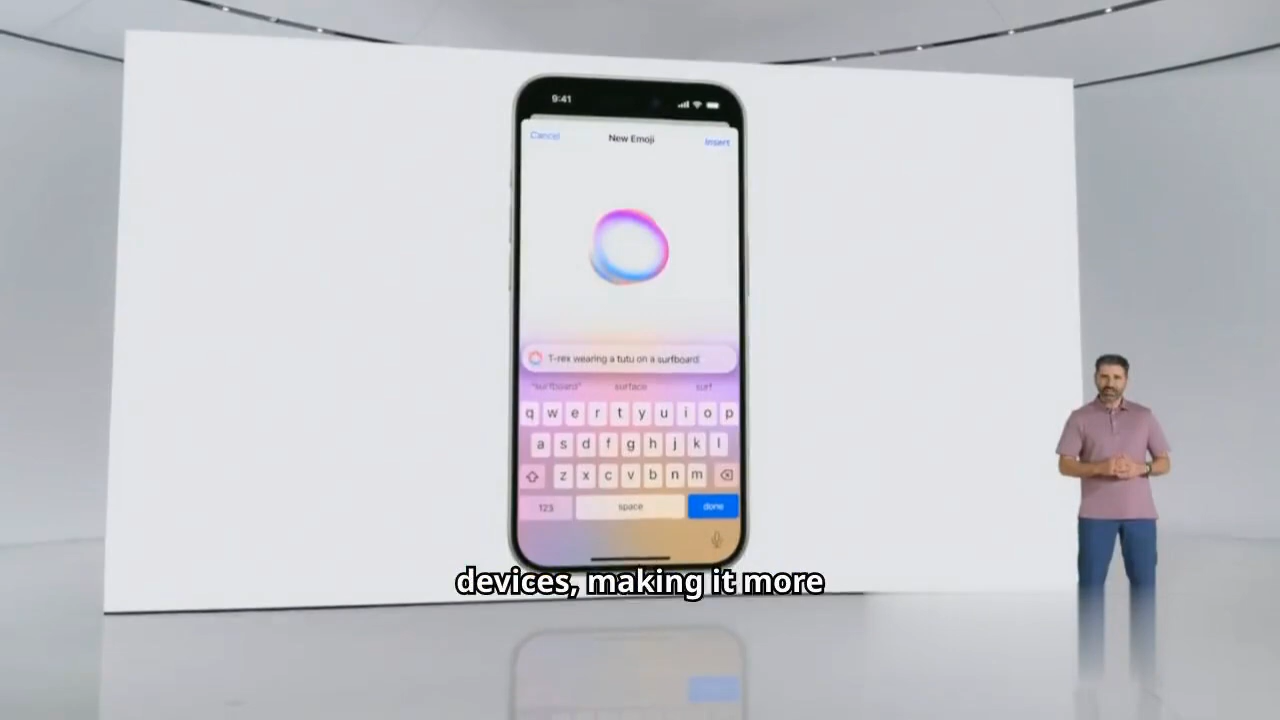 9:41
Cancel New Emoji Insert
T-rex wearing a tutu on a surfboard
"surfboard" surface surf
q w e r t y u i o p
a s d f g h j k l
z x c v b n m
123 space done
devices, making it more